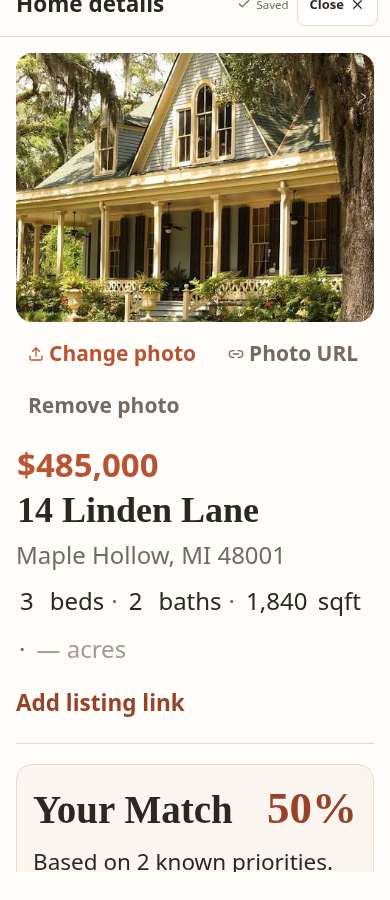 Home details
Saved
Close
Change photo
Photo URL
Remove photo
$485,000
14 Linden Lane
Maple Hollow, MI 48001
3 beds · 2 baths · 1,840 sqft
· — acres
Add listing link
Your Match 50%
Based on 2 known priorities.